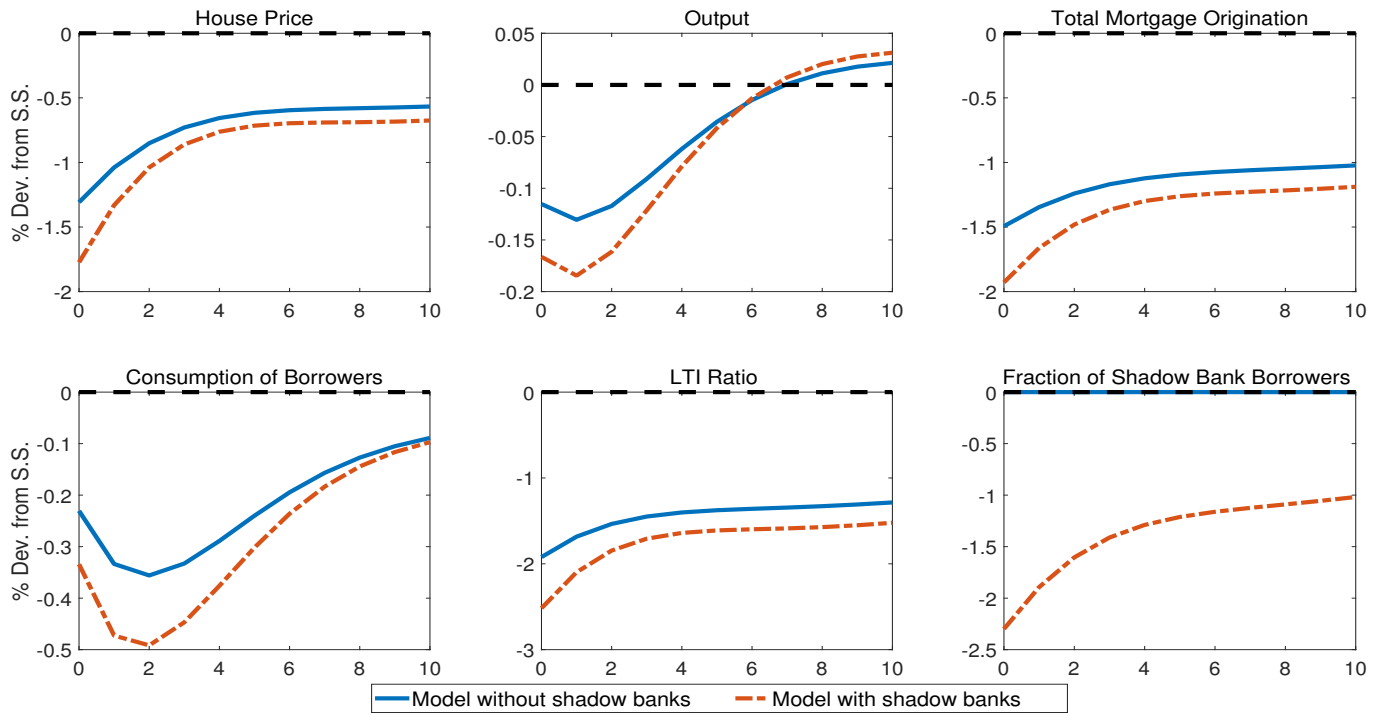 House Price
Output
Total Mortgage Origination
% Dev. from S.S.
0
-0.5
-1
-1.5
-2
0 2 4 6 8 10
0.05
0
-0.05
-0.1
-0.15
-0.2
0 2 4 6 8 10
0
-0.5
-1
-1.5
-2
0 2 4 6 8 10
Consumption of Borrowers
LTI Ratio
Fraction of Shadow Bank Borrowers
% Dev. from S.S.
0
-0.1
-0.2
-0.3
-0.4
-0.5
0 2 4 6 8 10
0
-1
-2
-3
0 2 4 6 8 10
0
-0.5
-1
-1.5
-2
-2.5
0 2 4 6 8 10
Model without shadow banks
Model with shadow banks